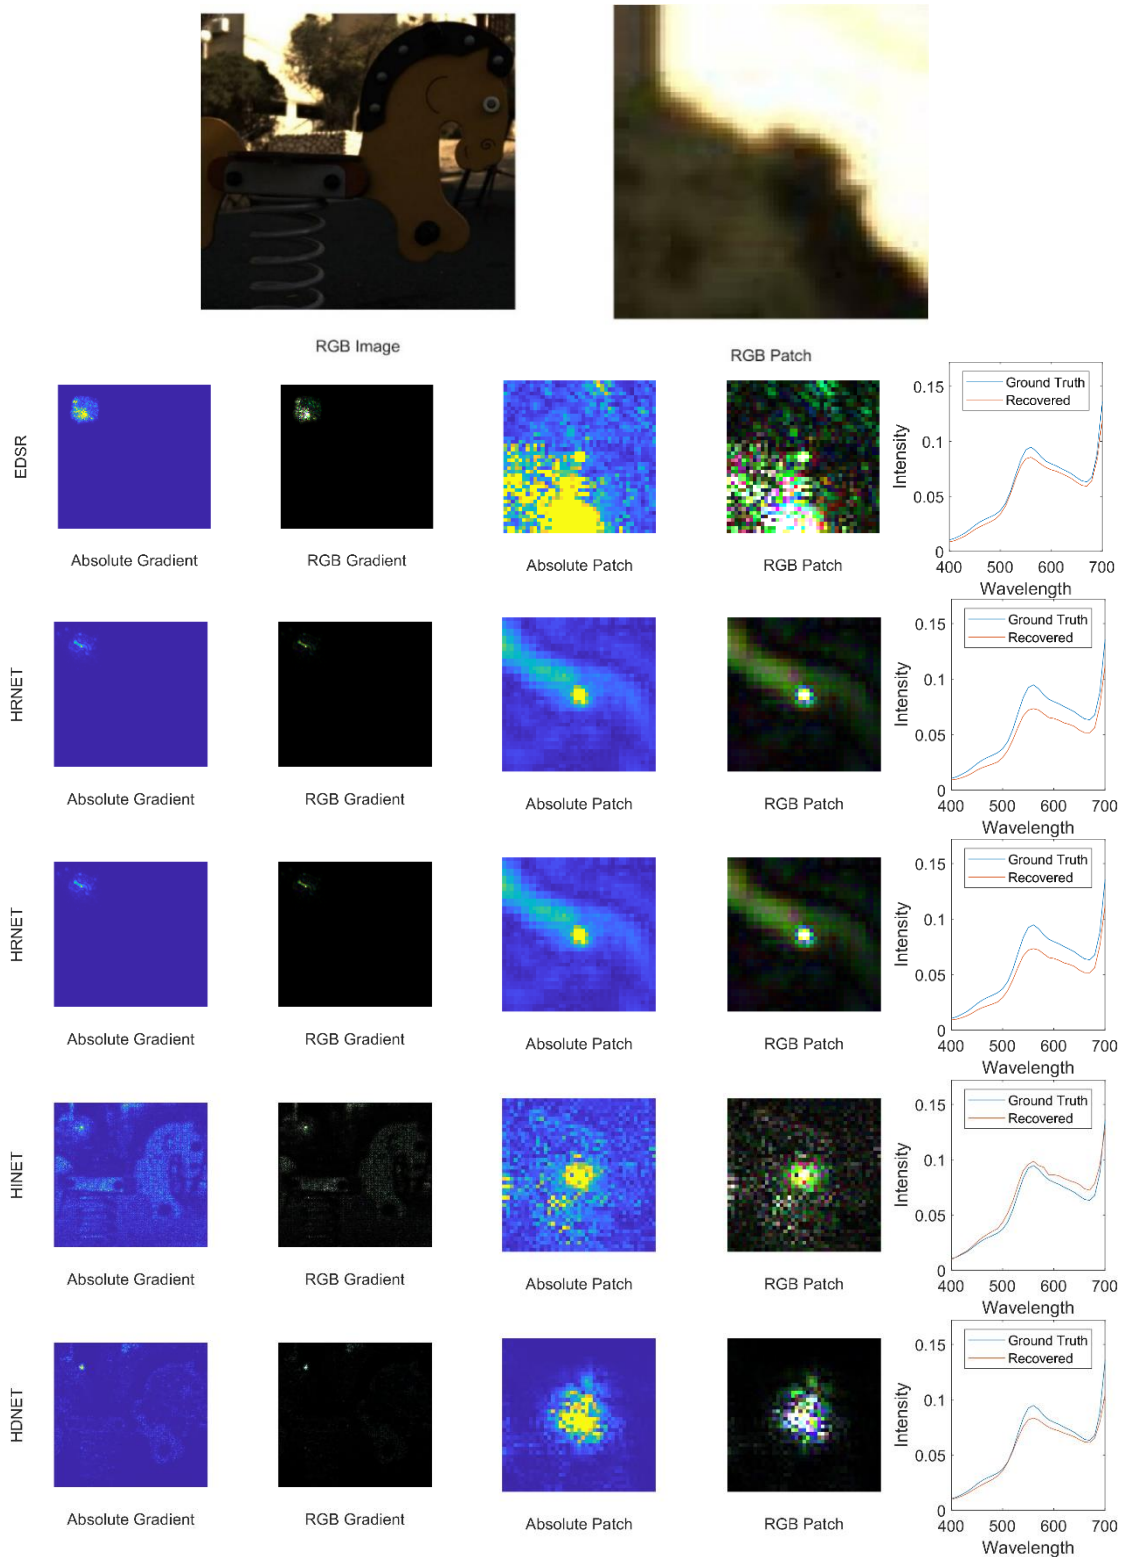 RGB Image
RGB Patch
EDSR
Absolute Gradient
RGB Gradient
Absolute Patch
RGB Patch
Ground Truth
Recovered
Intensity
0.15
0.1
0.05
0
400 500 600 700
Wavelength
HRNET
Absolute Gradient
RGB Gradient
Absolute Patch
RGB Patch
Ground Truth
Recovered
Intensity
0.15
0.1
0.05
0
400 500 600 700
Wavelength
HRNET
Absolute Gradient
RGB Gradient
Absolute Patch
RGB Patch
Ground Truth
Recovered
Intensity
0.15
0.1
0.05
0
400 500 600 700
Wavelength
HINET
Absolute Gradient
RGB Gradient
Absolute Patch
RGB Patch
Ground Truth
Recovered
Intensity
0.15
0.1
0.05
0
400 500 600 700
Wavelength
HDNET
Absolute Gradient
RGB Gradient
Absolute Patch
RGB Patch
Ground Truth
Recovered
Intensity
0.15
0.1
0.05
0
400 500 600 700
Wavelength